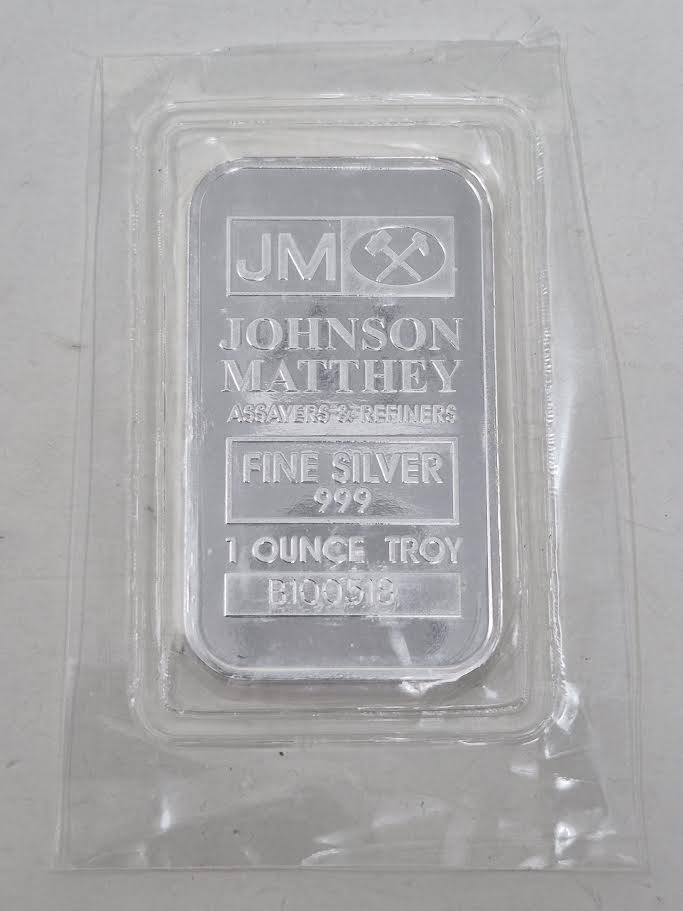 JM
JOHNSON
MATTHEY
ASSAYERS & REFINERS
FINE SILVER
999
1 OUNCE TROY
B100518